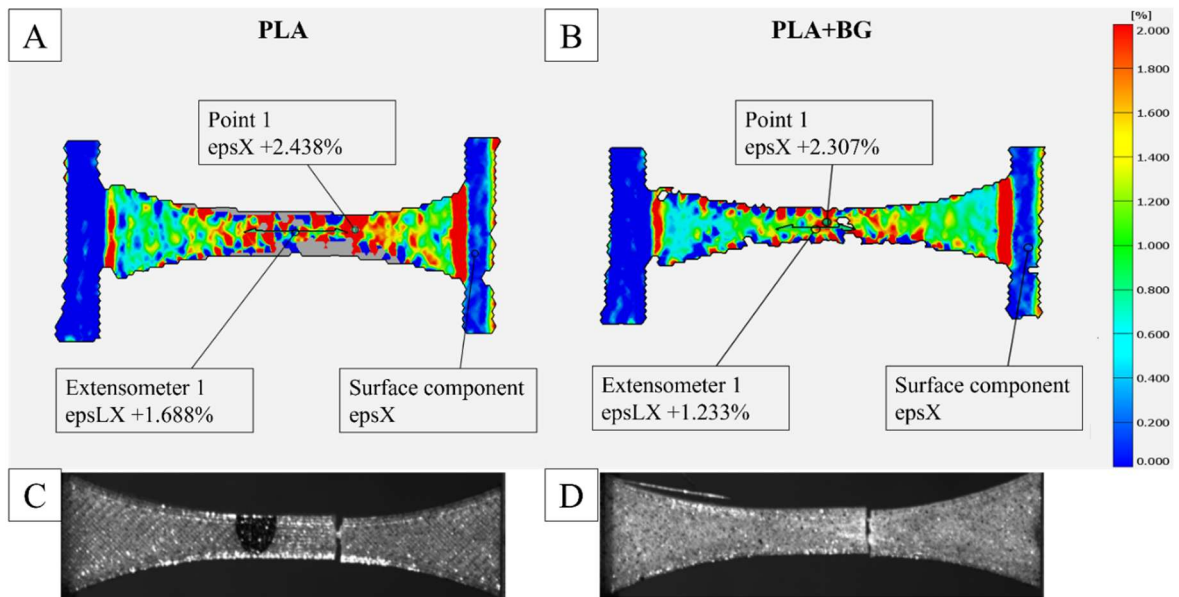 A
PLA
B
PLA+BG
[%]
2.000
1.800
1.600
1.400
1.200
1.000
0.800
0.600
0.400
0.200
0.000
Point 1
epsX +2.438%
Point 1
epsX +2.307%
Extensometer 1
epsLX +1.688%
Surface component
epsX
Extensometer 1
epsLX +1.233%
Surface component
epsX
C
D